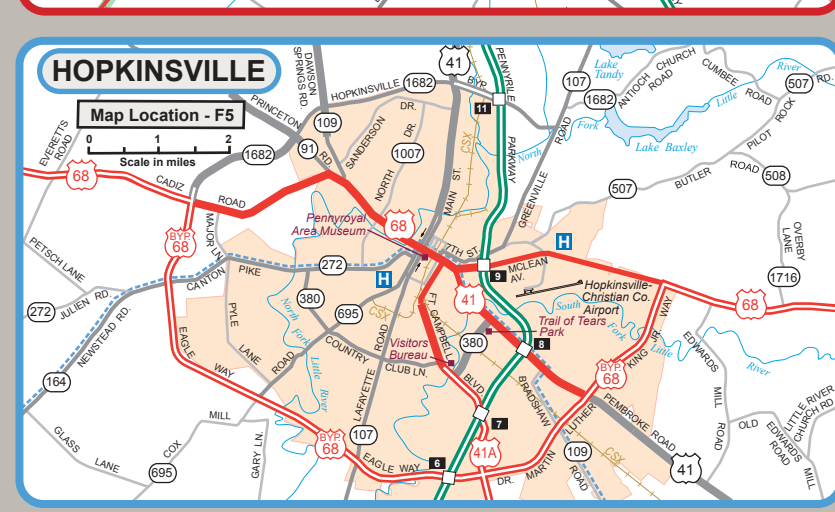 HOPKINSVILLE
Map Location - F5
0 1 2
Scale in miles
EVERETTS
ROAD
PRINCETON
RD.
DAWSON
SPRINGS RD.
HOPKINSVILLE
1682
BYP.
41
PENNYRILE
PARKWAY
11
107
1682
Lake
Tandy
ANTIOCH CHURCH
ROAD
CUMBEE
ROAD
Little
River
507
RD.
ROCK
PILOT
Lake Baxley
North
Fork
109
91
1682
SANDERSON
DR.
NORTH
DR.
1007
CSX
MAIN
ST.
GREENVILLE
ROAD
507
BUTLER
ROAD
508
OVERBY
LANE
1716
68
CADIZ
ROAD
BYP.
68
MAJOR LN.
Pennyroyal
Area Museum
68
7TH ST.
H
9
MCLEAN
AV.
Hopkinsville-
Christian Co.
Airport
68
PETSCH LANE
272
JULIEN RD.
NEWSTEAD RD.
164
CANTON
PIKE
272
H
380
695
CSX
North
Fork
Little
River
PYLE
LANE
ROAD
COUNTRY
CLUB LN.
LAFAYETTE
ROAD
107
FT. CAMPBELL
BLVD.
41
380
Visitors
Bureau
Trail of Tears
Park
South
Fork
Little
River
8
BYP.
68
KING
JR. WAY
EDWARDS
MILL
ROAD
OLD
EDWARDS
MILL
ROAD
LITTLE RIVER
CHURCH RD
EAGLE
WAY
GLASS
LANE
COX
MILL
695
GARY LN.
BYP.
68
EAGLE WAY
6
7
41A
BRADSHAW
109
ROAD
DR.
MARTIN
LUTHER
CSX
PEMBROKE ROAD
41